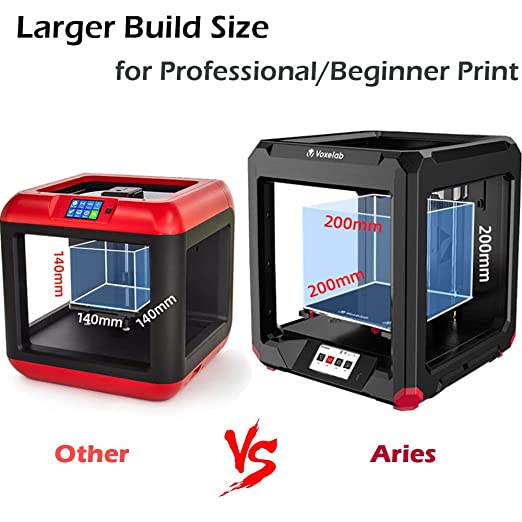 Larger Build Size
for Professional/Beginner Print
Voxelab
200mm
200mm
200mm
140mm
140mm
140mm
Other
VS
Aries